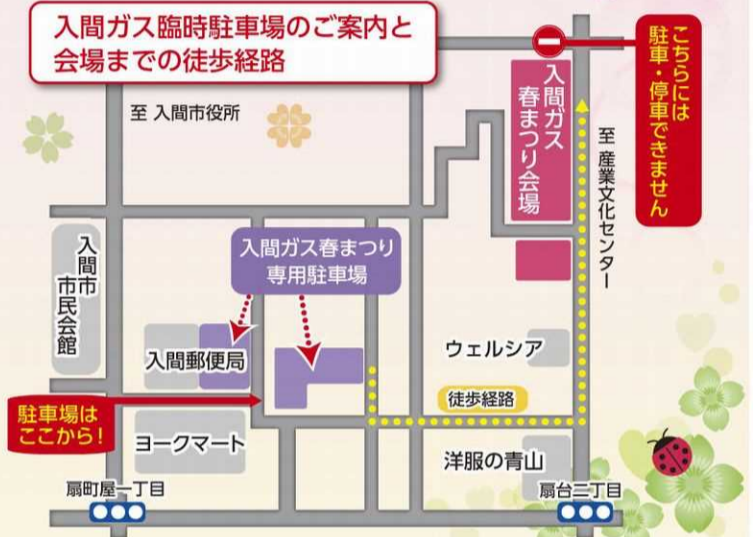 入間ガス臨時駐車場のご案内と
会場までの徒歩経路
こちらには
駐車・停車できません
至 入間市役所
入間ガス
春まつり会場
至 産業文化センター
入間市
市民会館
入間ガス春まつり
専用駐車場
入間郵便局
ウェルシア
徒歩経路
駐車場は
ここから！
ヨークマート
洋服の青山
扇町屋一丁目
扇台二丁目